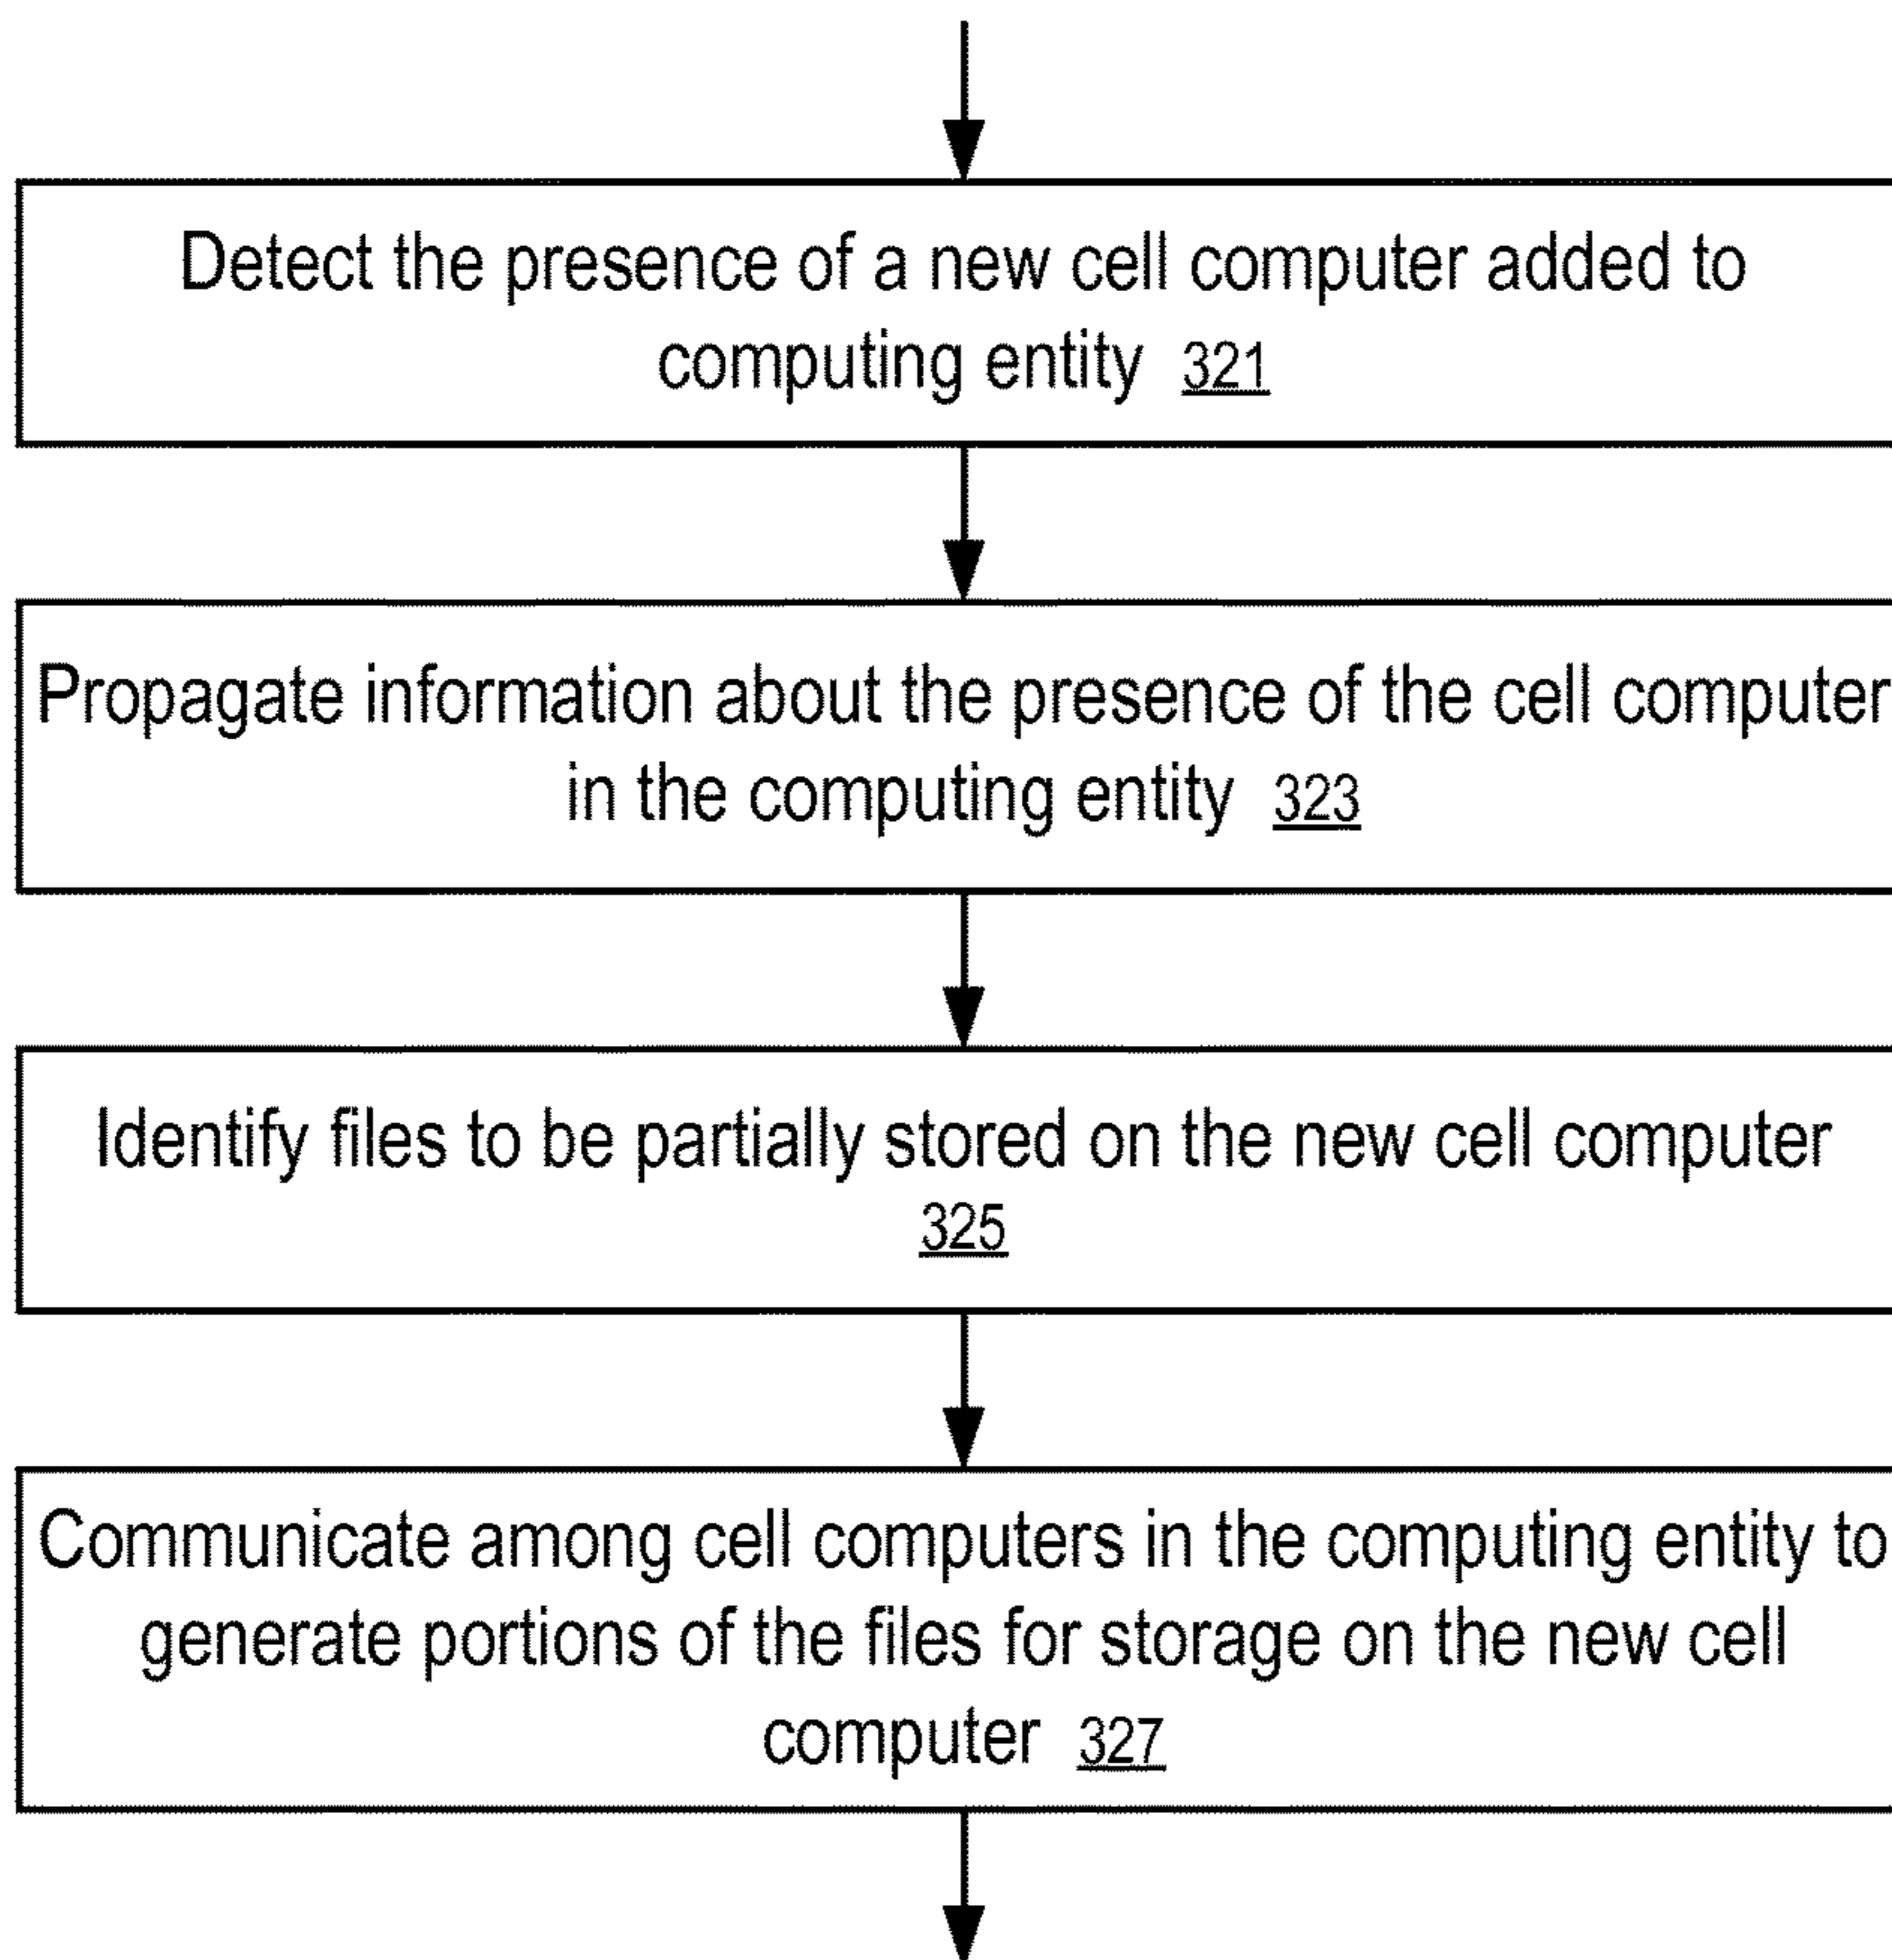 Detect the presence of a new cell computer added to
computing entity 321
Propagate information about the presence of the cell computer
in the computing entity 323
Identify files to be partially stored on the new cell computer
325
Communicate among cell computers in the computing entity to
generate portions of the files for storage on the new cell
computer 327